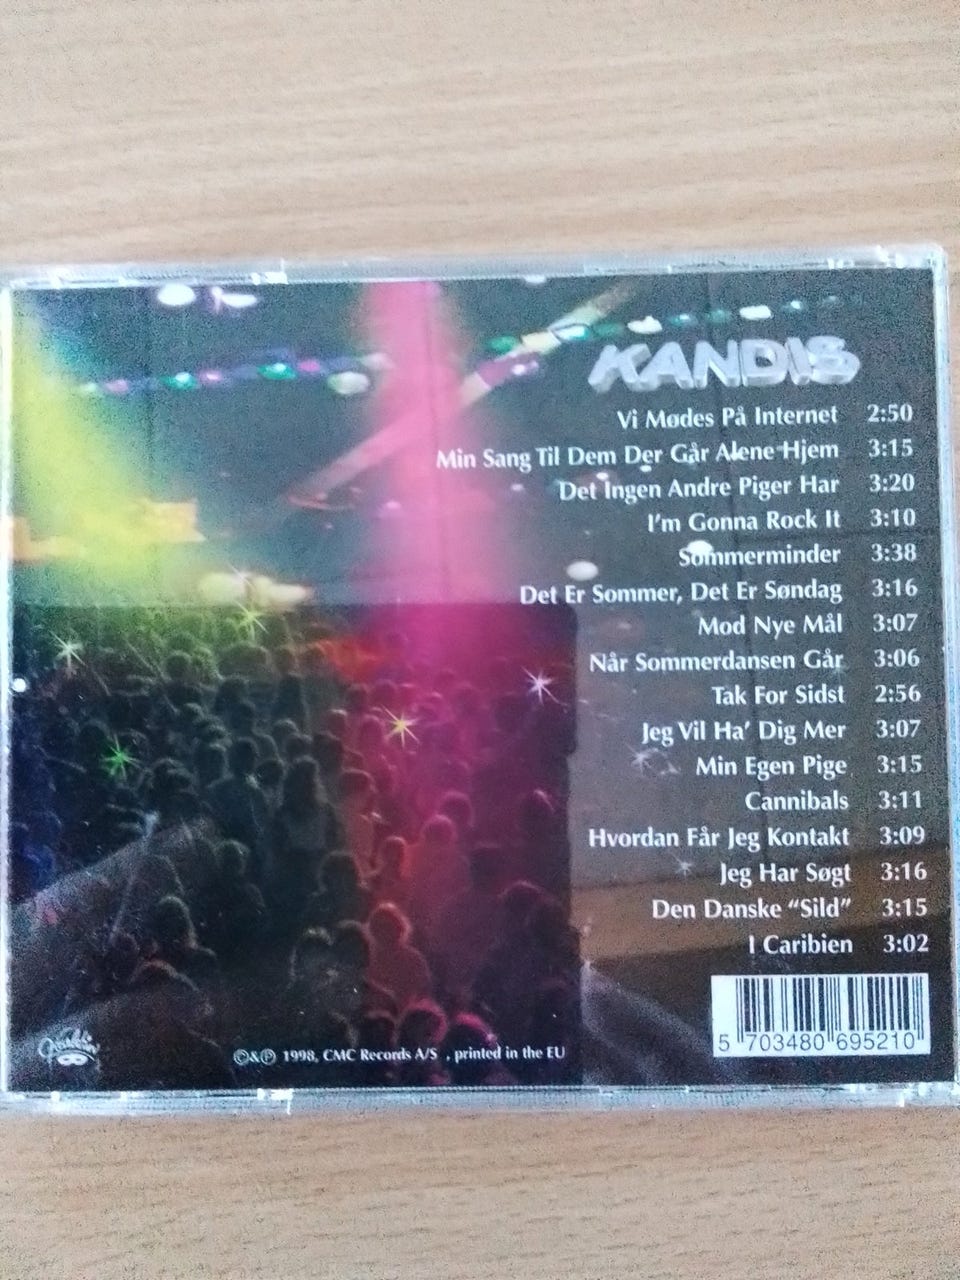 KANDIS
Vi Mødes På Internet 2:50
Min Sang Til Dem Der Går Alene Hjem 3:15
Det Ingen Andre Piger Har 3:20
I'm Gonna Rock It 3:10
Sommerminder 3:38
Det Er Sommer, Det Er Søndag 3:16
Mod Nye Mål 3:07
Når Sommerdansen Går 3:06
Tak For Sidst 2:56
Jeg Vil Ha' Dig Mer 3:07
Min Egen Pige 3:15
Cannibals 3:11
Hvordan Får Jeg Kontakt 3:09
Jeg Har Søgt 3:16
Den Danske “Sild” 3:15
I Caribien 3:02
©&℗ 1998, CMC Records A/S , printed in the EU
5 703480 695210